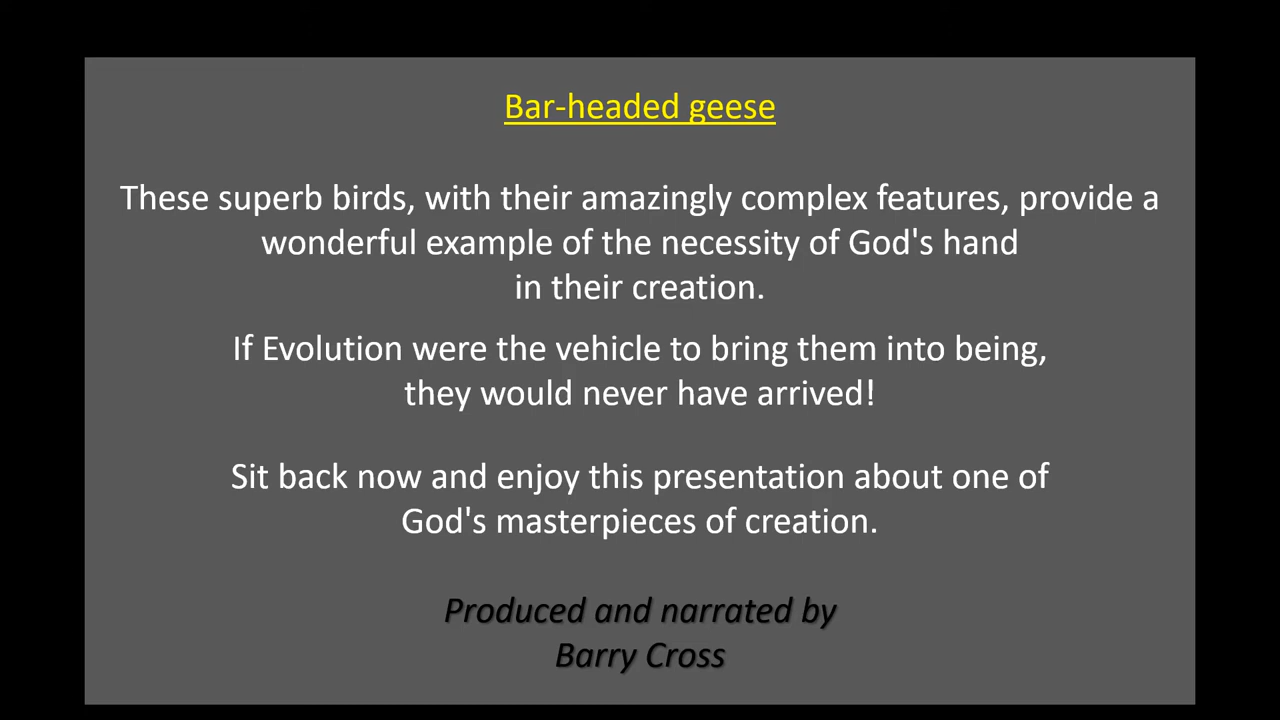 Bar-headed geese
These superb birds, with their amazingly complex features, provide a
wonderful example of the necessity of God's hand
in their creation.
If Evolution were the vehicle to bring them into being,
they would never have arrived!
Sit back now and enjoy this presentation about one of
God's masterpieces of creation.
Produced and narrated by
Barry Cross